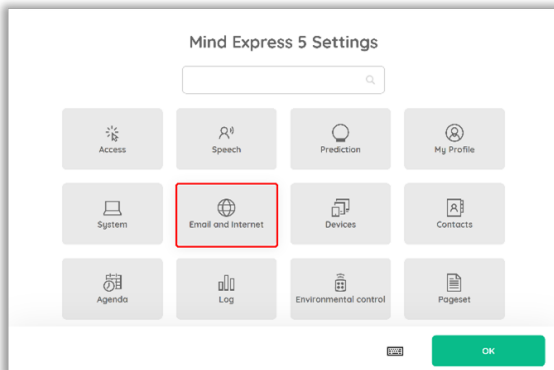 Mind Express 5 Settings
Access Speech Prediction My Profile
System Email and Internet Devices Contacts
Agenda Log Environmental control Pageset
OK